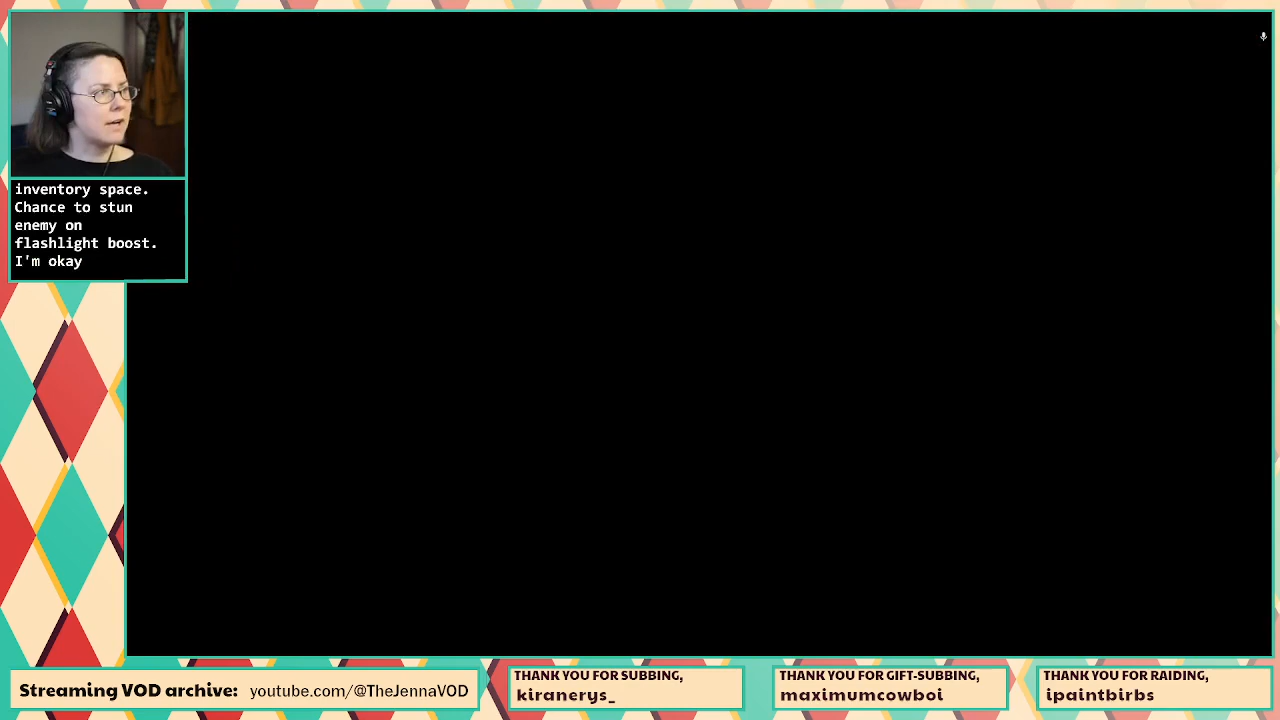 inventory space.
Chance to stun
enemy on
flashlight boost.
I'm okay
Streaming VOD archive: youtube.com/@TheJennaVOD
THANK YOU FOR SUBBING,
kiranerys_
THANK YOU FOR GIFT-SUBBING,
maximumcowboi
THANK YOU FOR RAIDING,
ipaintbirbs